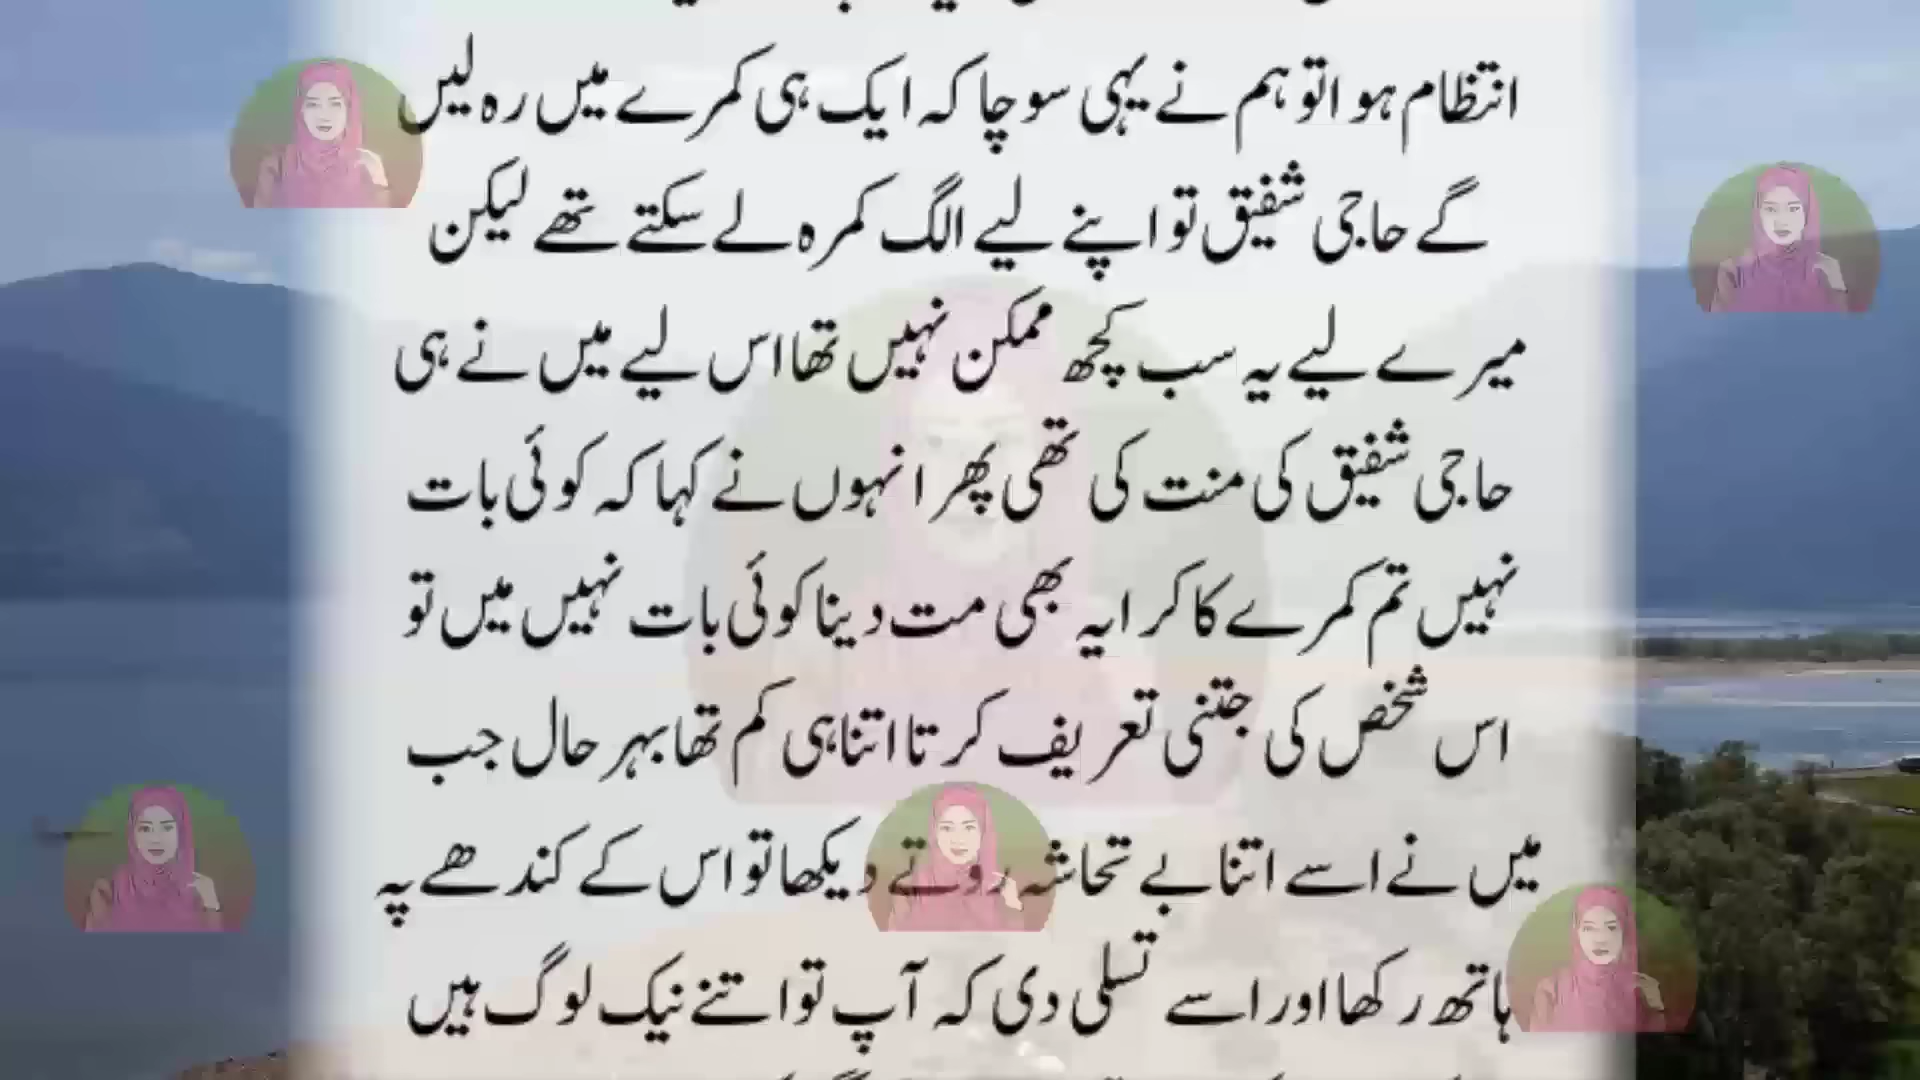 انتظام ہوا تو ہم نے یہی سوچا کہ ایک ہی کمرے میں رہ لیں
گے حاجی شفیق تو اپنے لیے الگ کمرہ لے سکتے تھے لیکن
میرے لیے یہ سب کچھ ممکن نہیں تھا اس لیے میں نے ہی
حاجی شفیق کی منت کی تھی پھر انہوں نے کہا کہ کوئی بات
نہیں تم کمرے کا کرایہ بھی مت دینا کوئی بات نہیں میں تو
اس شخص کی جتنی تعریف کرتا اتنا ہی کم تھا بہر حال جب
میں نے اسے اتنا بے تحاشہ روتے دیکھا تو اس کے کندھے پہ
ہاتھ رکھا اور اسے تسلی دی کہ آپ تو اتنے نیک لوگ ہیں